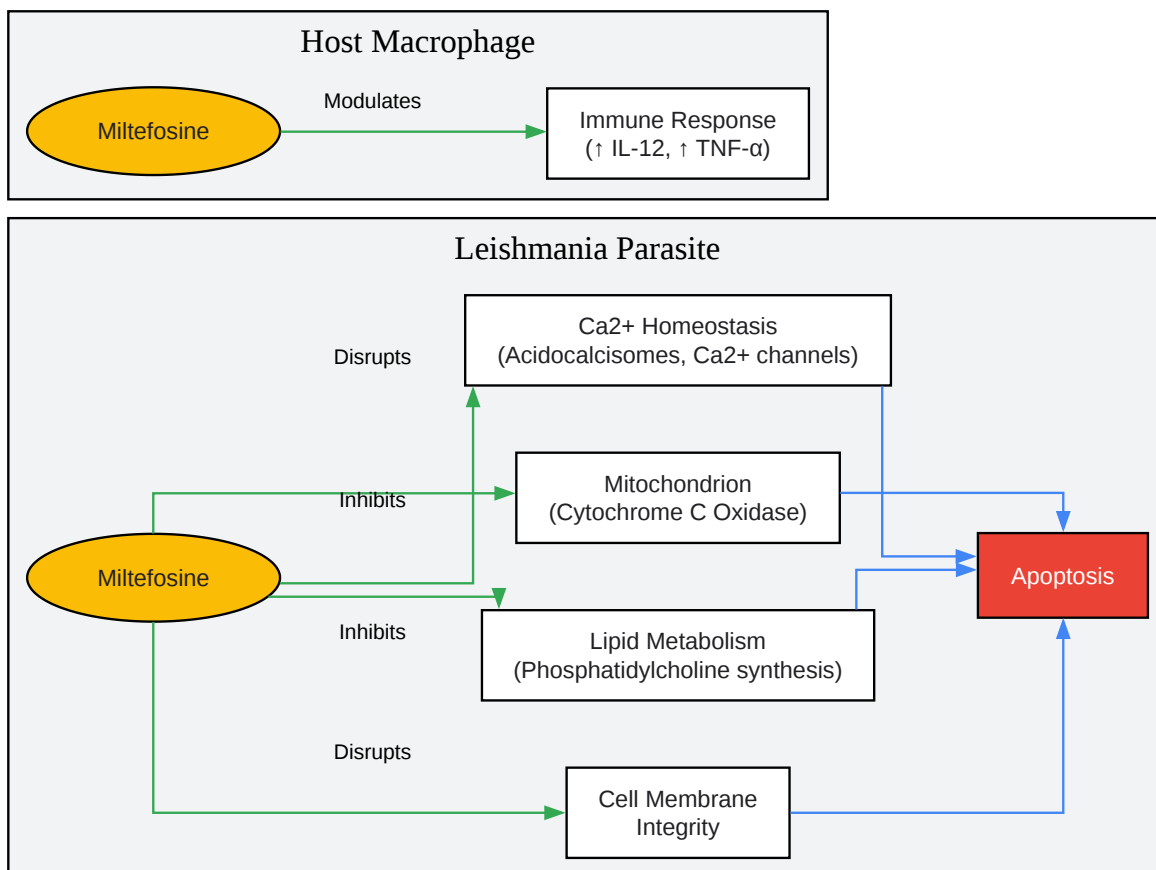 Host Macrophage
Modulates
Miltefosine
Immune Response
(↑ IL-12, ↑ TNF-α)
Leishmania Parasite
Ca2+ Homeostasis
(Acidocalcisomes, Ca2+ channels)
Disrupts
Mitochondrion
(Cytochrome C Oxidase)
Inhibits
Miltefosine
Apoptosis
Inhibits
Lipid Metabolism
(Phosphatidylcholine synthesis)
Disrupts
Cell Membrane
Integrity